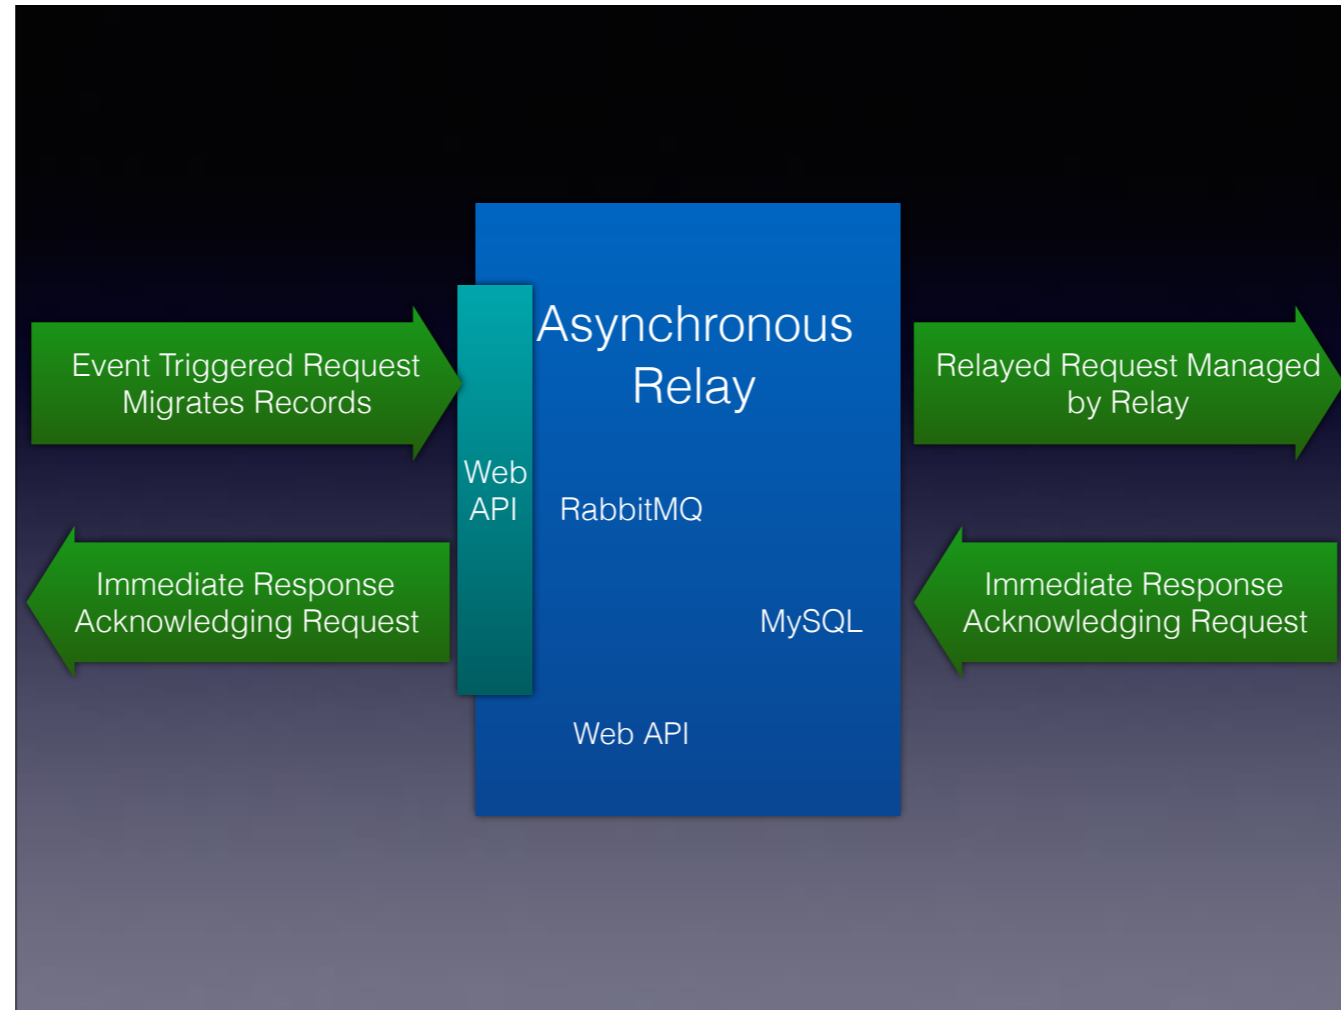 Asynchronous
Relay
Event Triggered Request
Migrates Records
Relayed Request Managed
by Relay
Web
API
RabbitMQ
Immediate Response
Acknowledging Request
MySQL
Immediate Response
Acknowledging Request
Web API